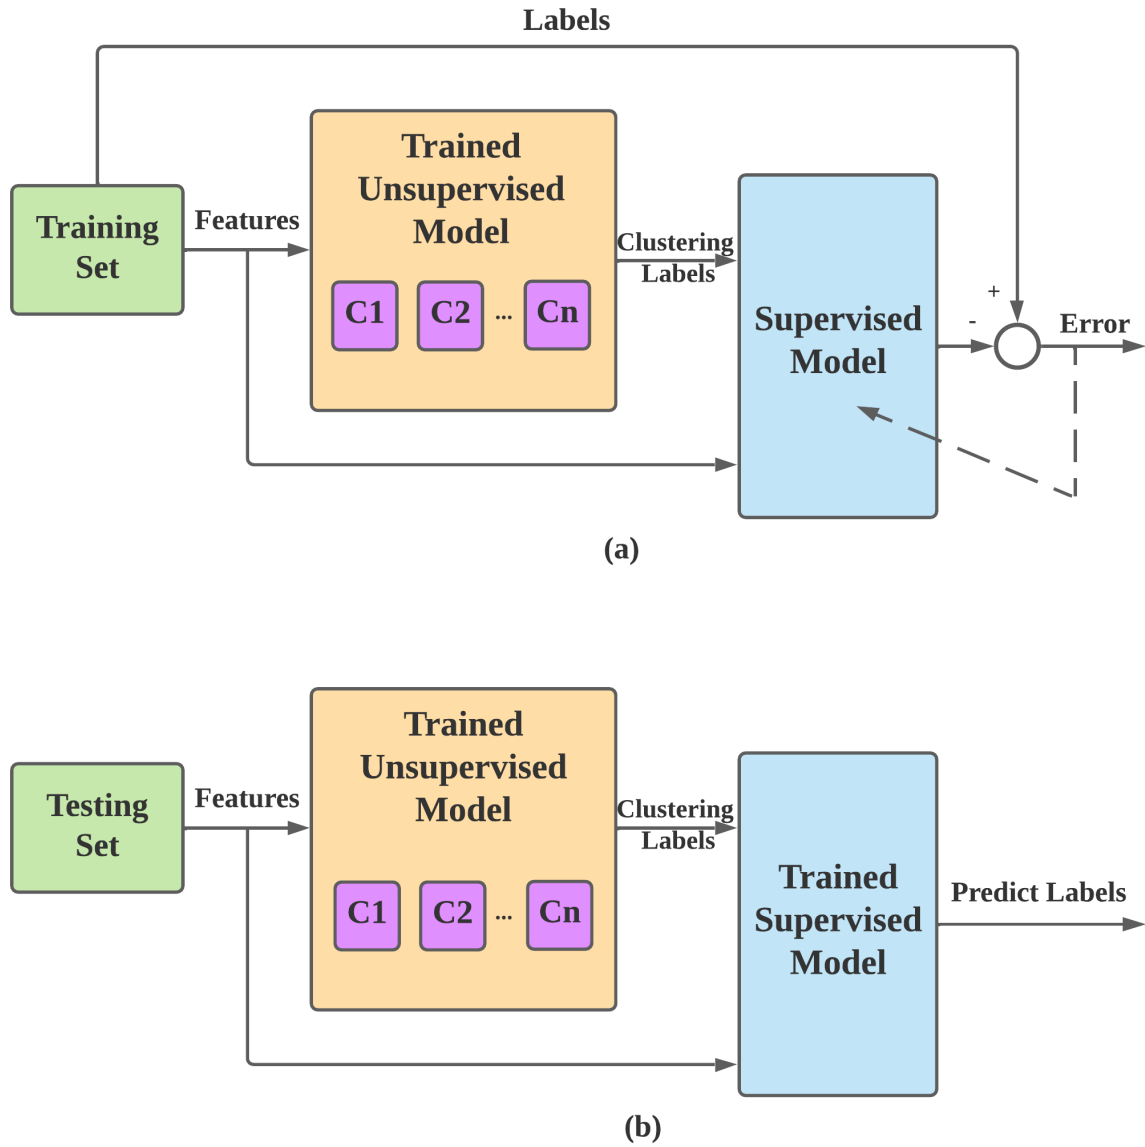 Labels
Trained
Unsupervised
Model
Training
Set
Features
Clustering
Labels
C1 C2 ... Cn
+
-
Supervised
Model
Error
(a)
Trained
Unsupervised
Model
Testing
Set
Features
Clustering
Labels
C1 C2 ... Cn
Trained
Supervised
Model
Predict Labels
(b)